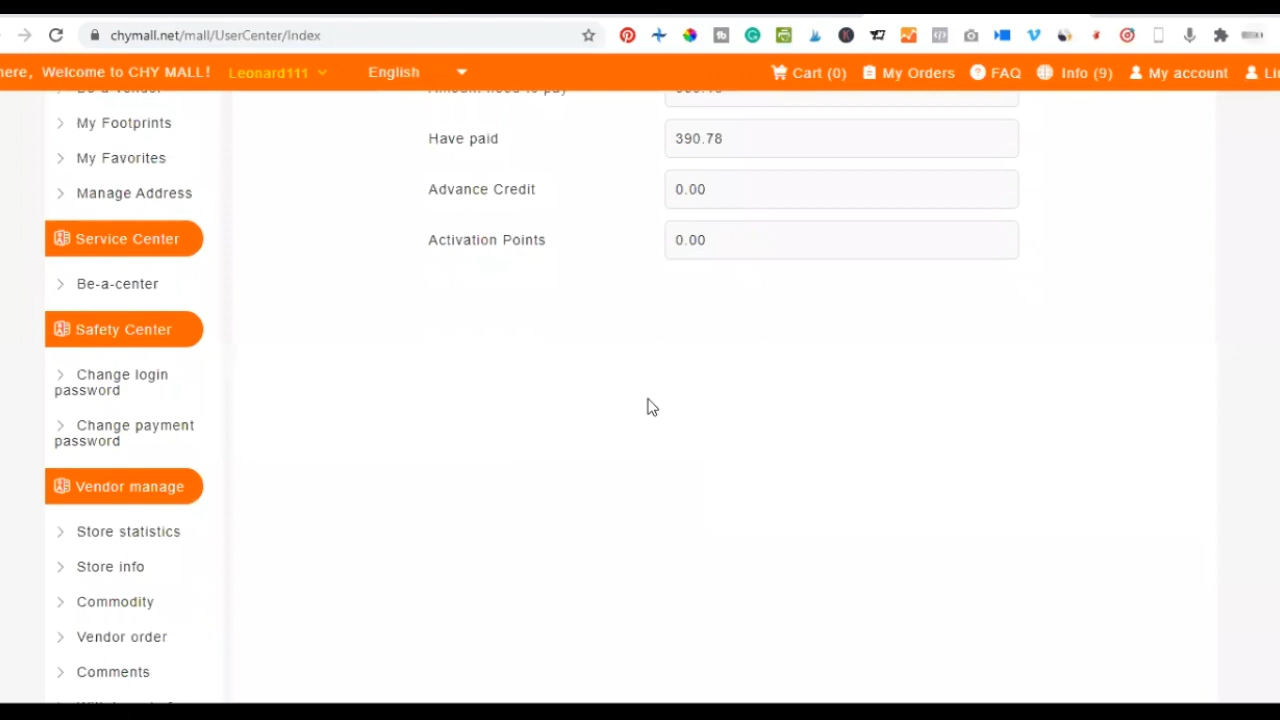 chymall.net/mall/UserCenter/Index
here, Welcome to CHY MALL! Leonard111 English Cart (0) My Orders FAQ Info (9) My account
Be-a-vendor
Amount need to pay
My Footprints
Have paid 390.78
My Favorites
Advance Credit 0.00
Manage Address
Activation Points 0.00
Service Center
Be-a-center
Safety Center
Change login
password
Change payment
password
Vendor manage
Store statistics
Store info
Commodity
Vendor order
Comments